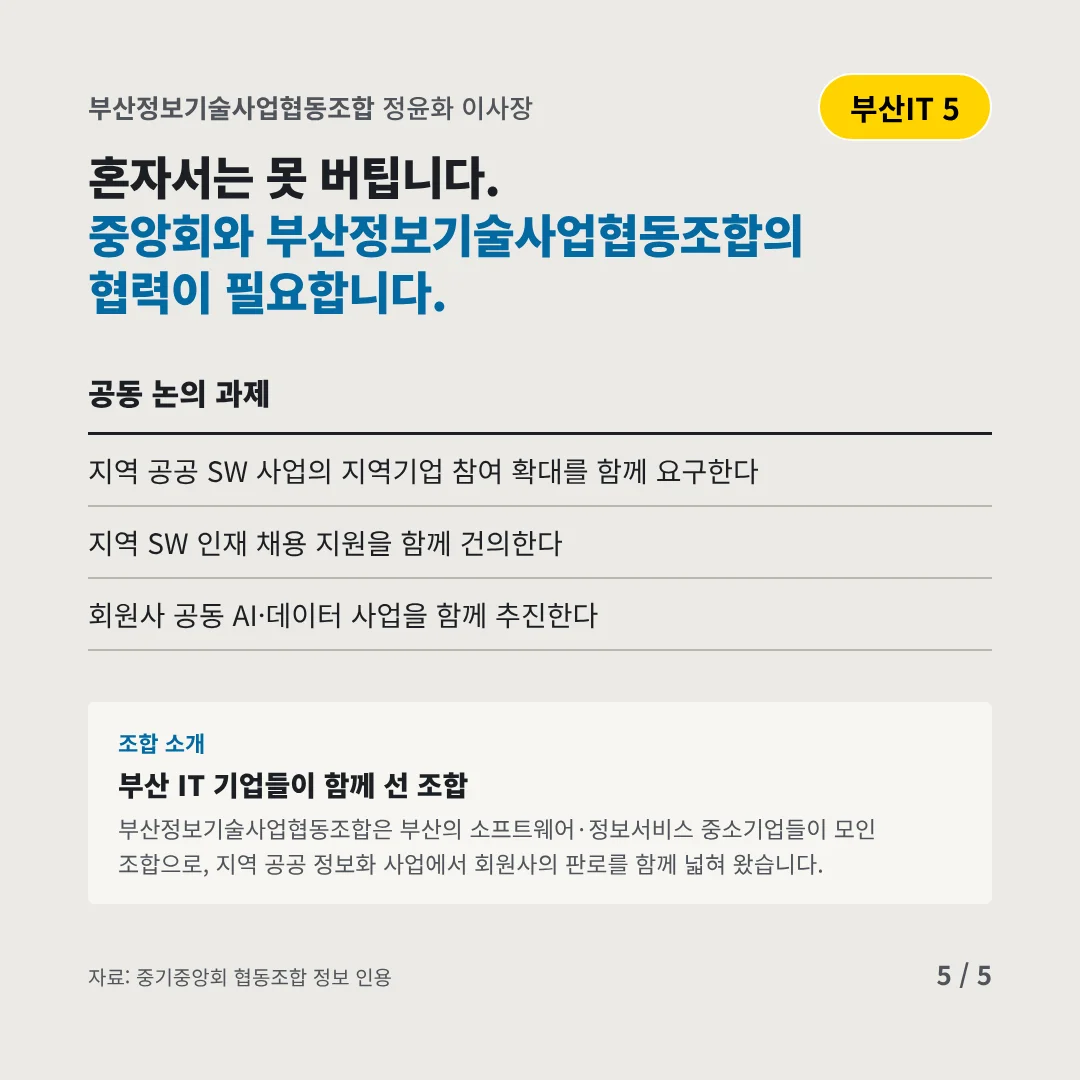 부산정보기술사업협동조합 정윤화 이사장
부산IT 5
혼자서는 못 버팁니다.
중앙회와 부산정보기술사업협동조합의
협력이 필요합니다.
공동 논의 과제
지역 공공 SW 사업의 지역기업 참여 확대를 함께 요구한다
지역 SW 인재 채용 지원을 함께 건의한다
회원사 공동 AI·데이터 사업을 함께 추진한다
조합 소개
부산 IT 기업들이 함께 선 조합
부산정보기술사업협동조합은 부산의 소프트웨어·정보서비스 중소기업들이 모인
조합으로, 지역 공공 정보화 사업에서 회원사의 판로를 함께 넓혀 왔습니다.
자료: 중기중앙회 협동조합 정보 인용
5 / 5